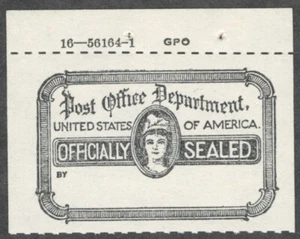 16—56164-1 GPO
Post Office Department,
UNITED STATES OF AMERICA.
OFFICIALLY SEALED
BY